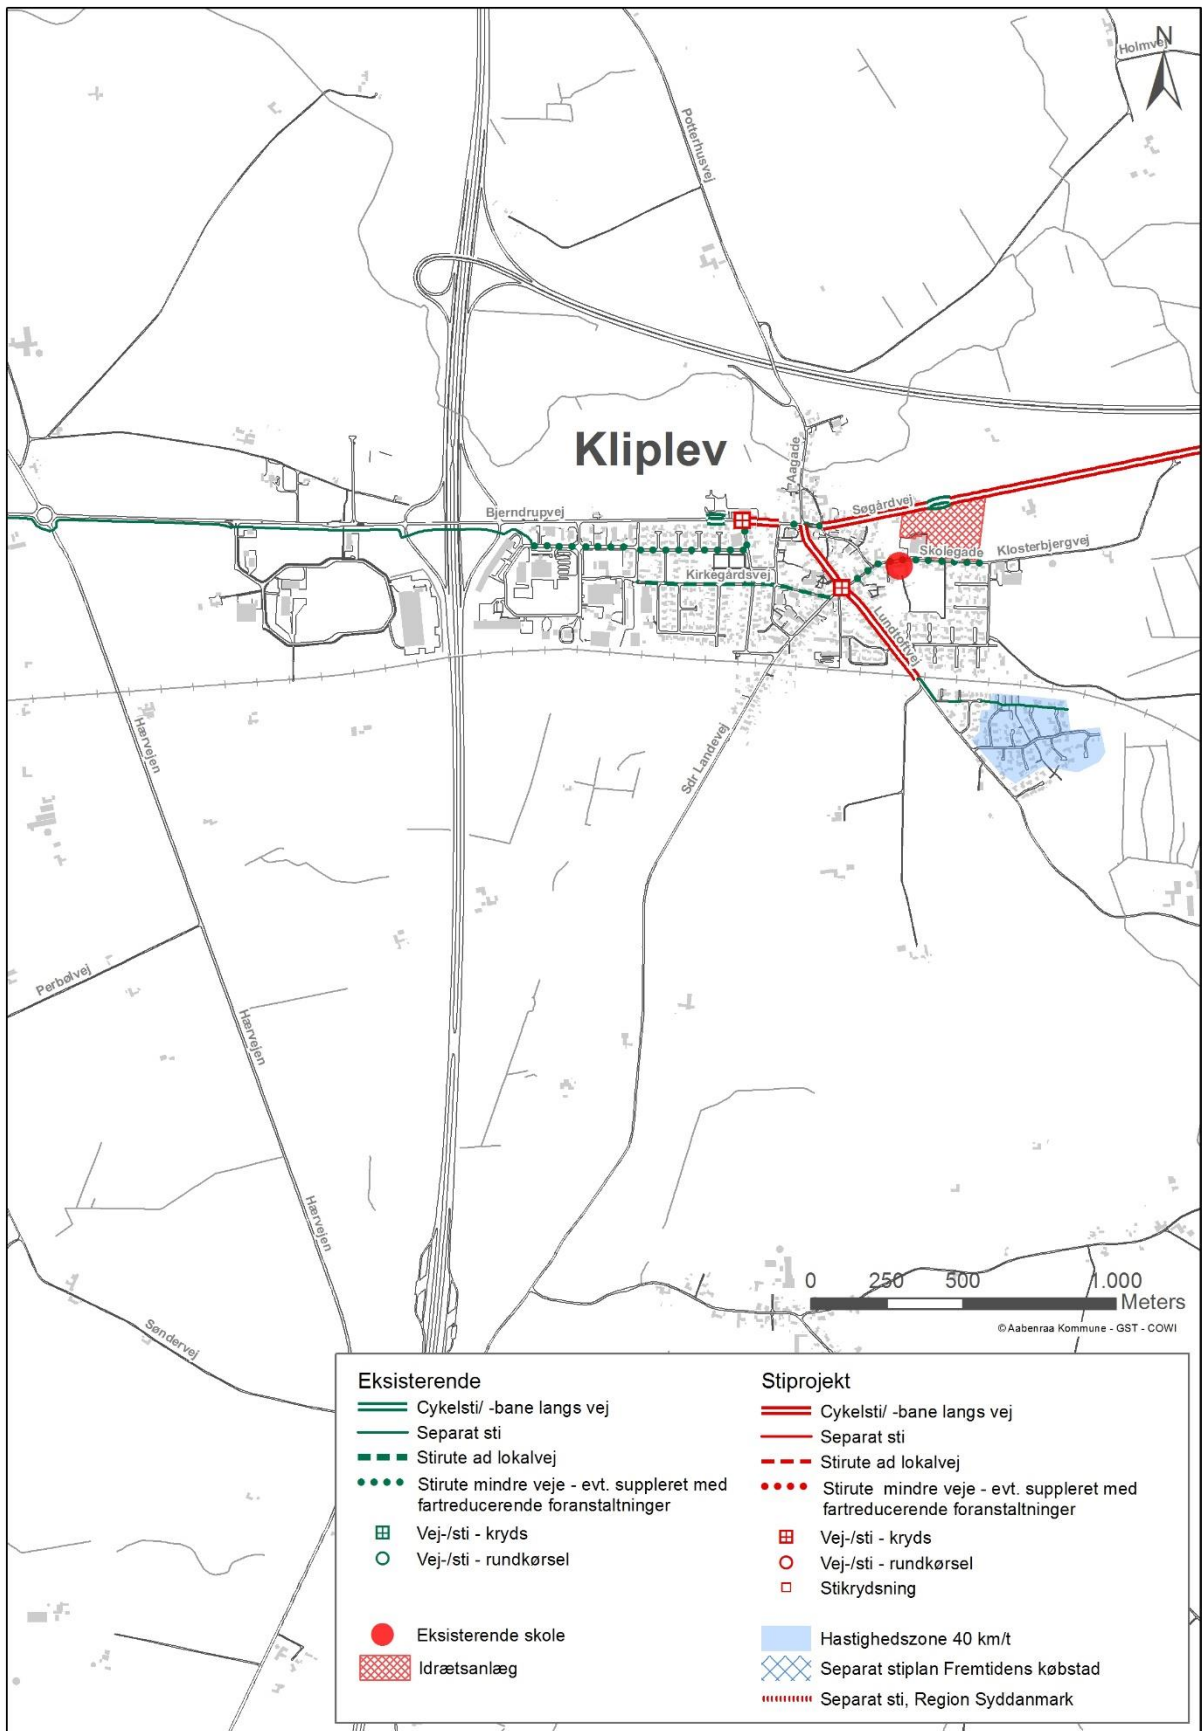 N
Holmvej
Potterhusvej
Kliplev
Aagade
Bjerndrupvej
Søgårdvej
Skolegade
Klosterbjergvej
Kirkegårdsvej
Lundtoftvej
Sdr Landevej
Hærvejen
Perbølvej
Hærvejen
Hærvejen
Søndervej
0 250 500 1.000
Meters
© Aabenraa Kommune - GST - COWI
Eksisterende
Cykelsti/ -bane langs vej
Separat sti
Stirute ad lokalvej
Stirute mindre veje - evt. suppleret med
fartreducerende foranstaltninger
Vej-/sti - kryds
Vej-/sti - rundkørsel
Eksisterende skole
Idrætsanlæg
Stiprojekt
Cykelsti/ -bane langs vej
Separat sti
Stirute ad lokalvej
Stirute mindre veje - evt. suppleret med
fartreducerende foranstaltninger
Vej-/sti - kryds
Vej-/sti - rundkørsel
Stikrydsning
Hastighedszone 40 km/t
Separat stiplan Fremtidens købstad
Separat sti, Region Syddanmark